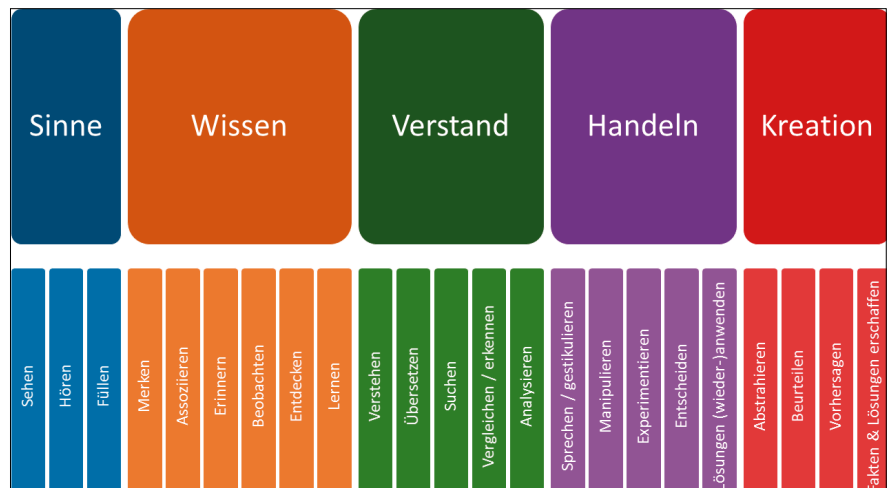 Sinne
Wissen
Verstand
Handeln
Kreation
Sehen
Hören
Füllen
Merken
Assoziieren
Erinnern
Beobachten
Entdecken
Lernen
Verstehen
Übersetzen
Suchen
Vergleichen / erkennen
Analysieren
Sprechen / gestikulieren
Manipulieren
Experimentieren
Entscheiden
Lösungen (wieder-)anwenden
Abstrahieren
Beurteilen
Vorhersagen
Fakten & Lösungen erschaffen